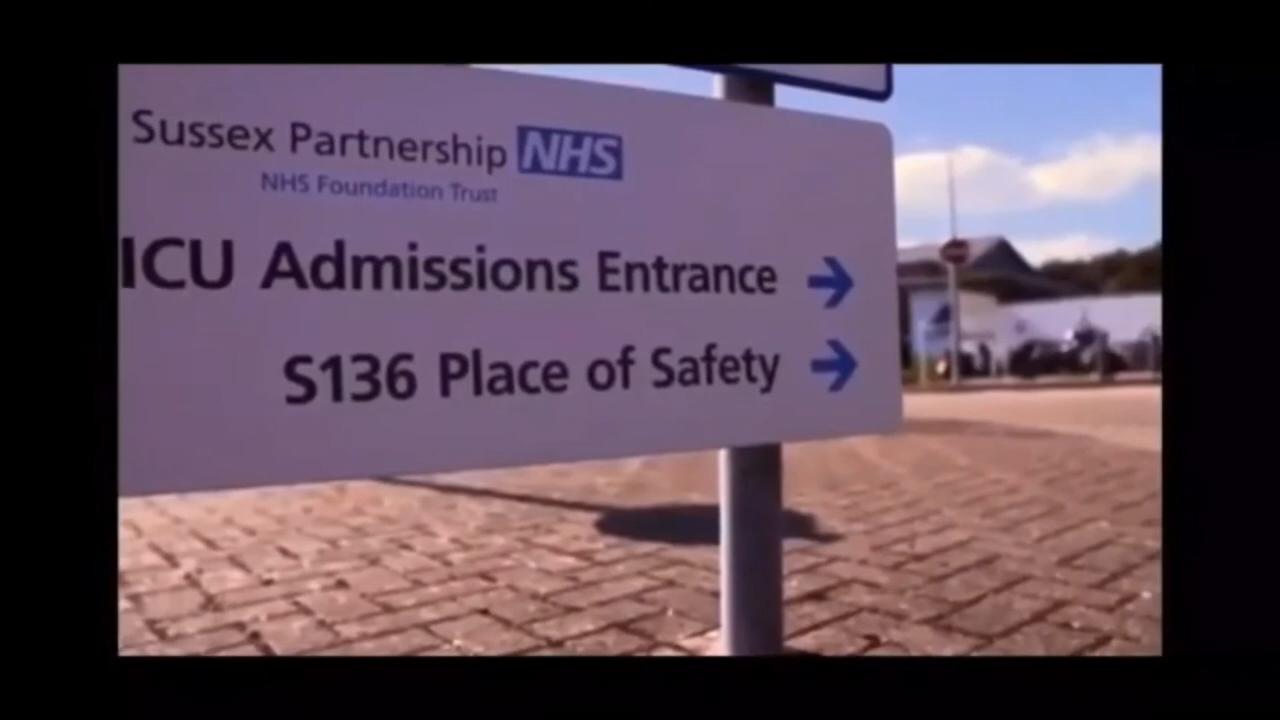 Sussex Partnership NHS
NHS Foundation Trust
ICU Admissions Entrance
S136 Place of Safety